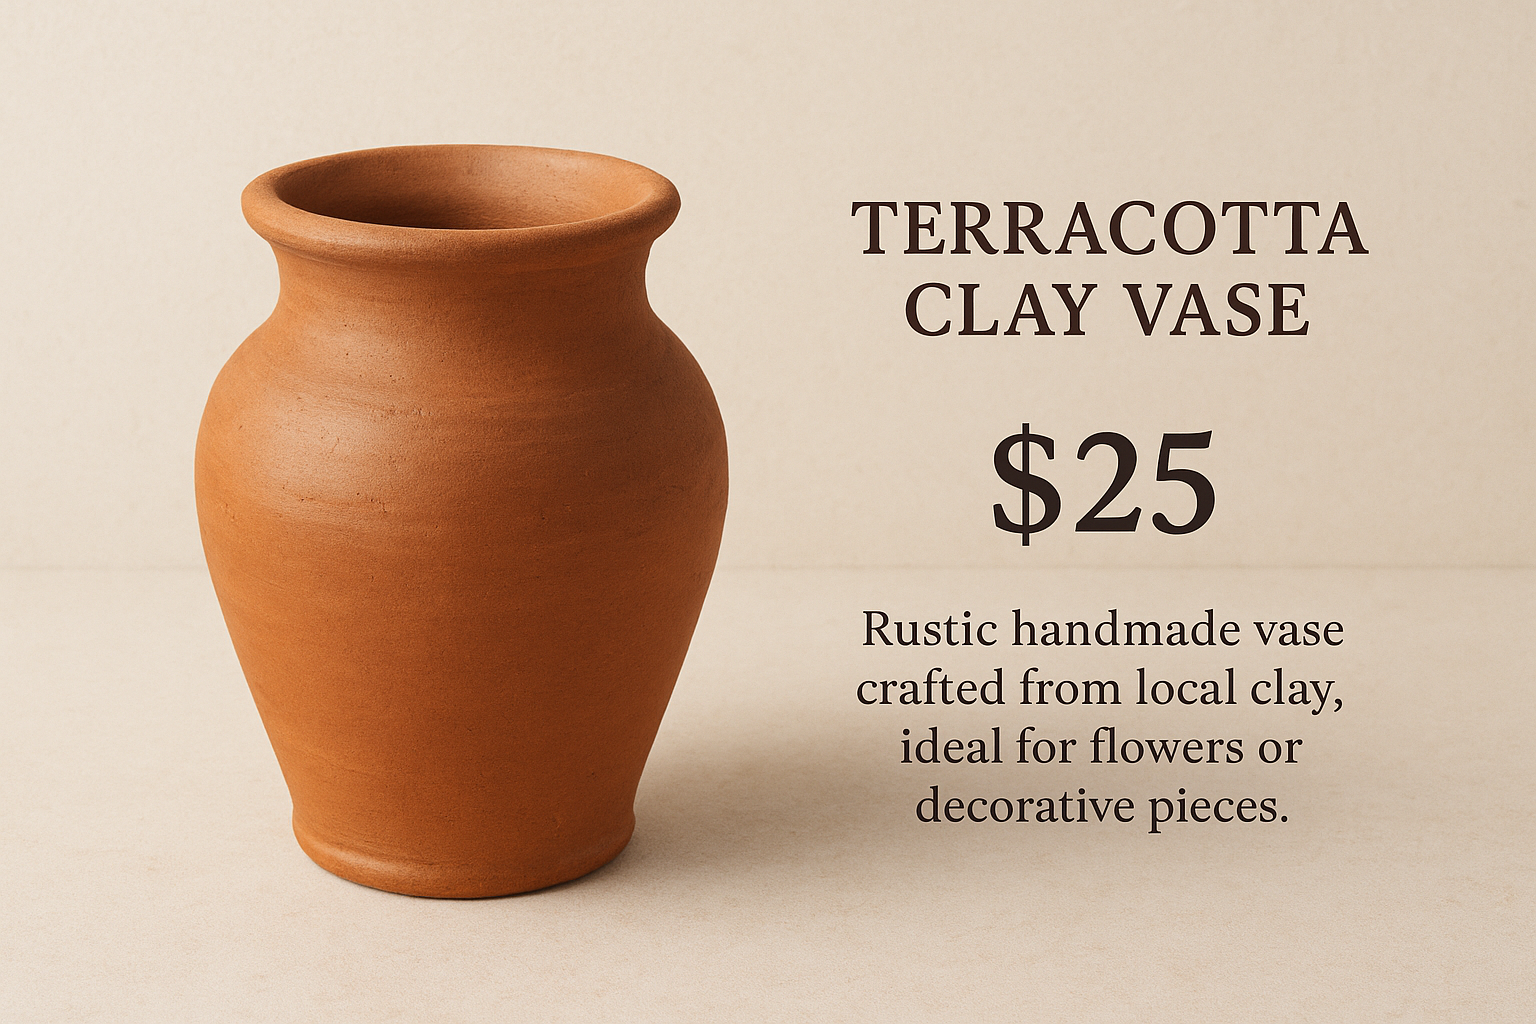 TERRACOTTA
CLAY VASE
$25
Rustic handmade vase
crafted from local clay,
ideal for flowers or
decorative pieces.